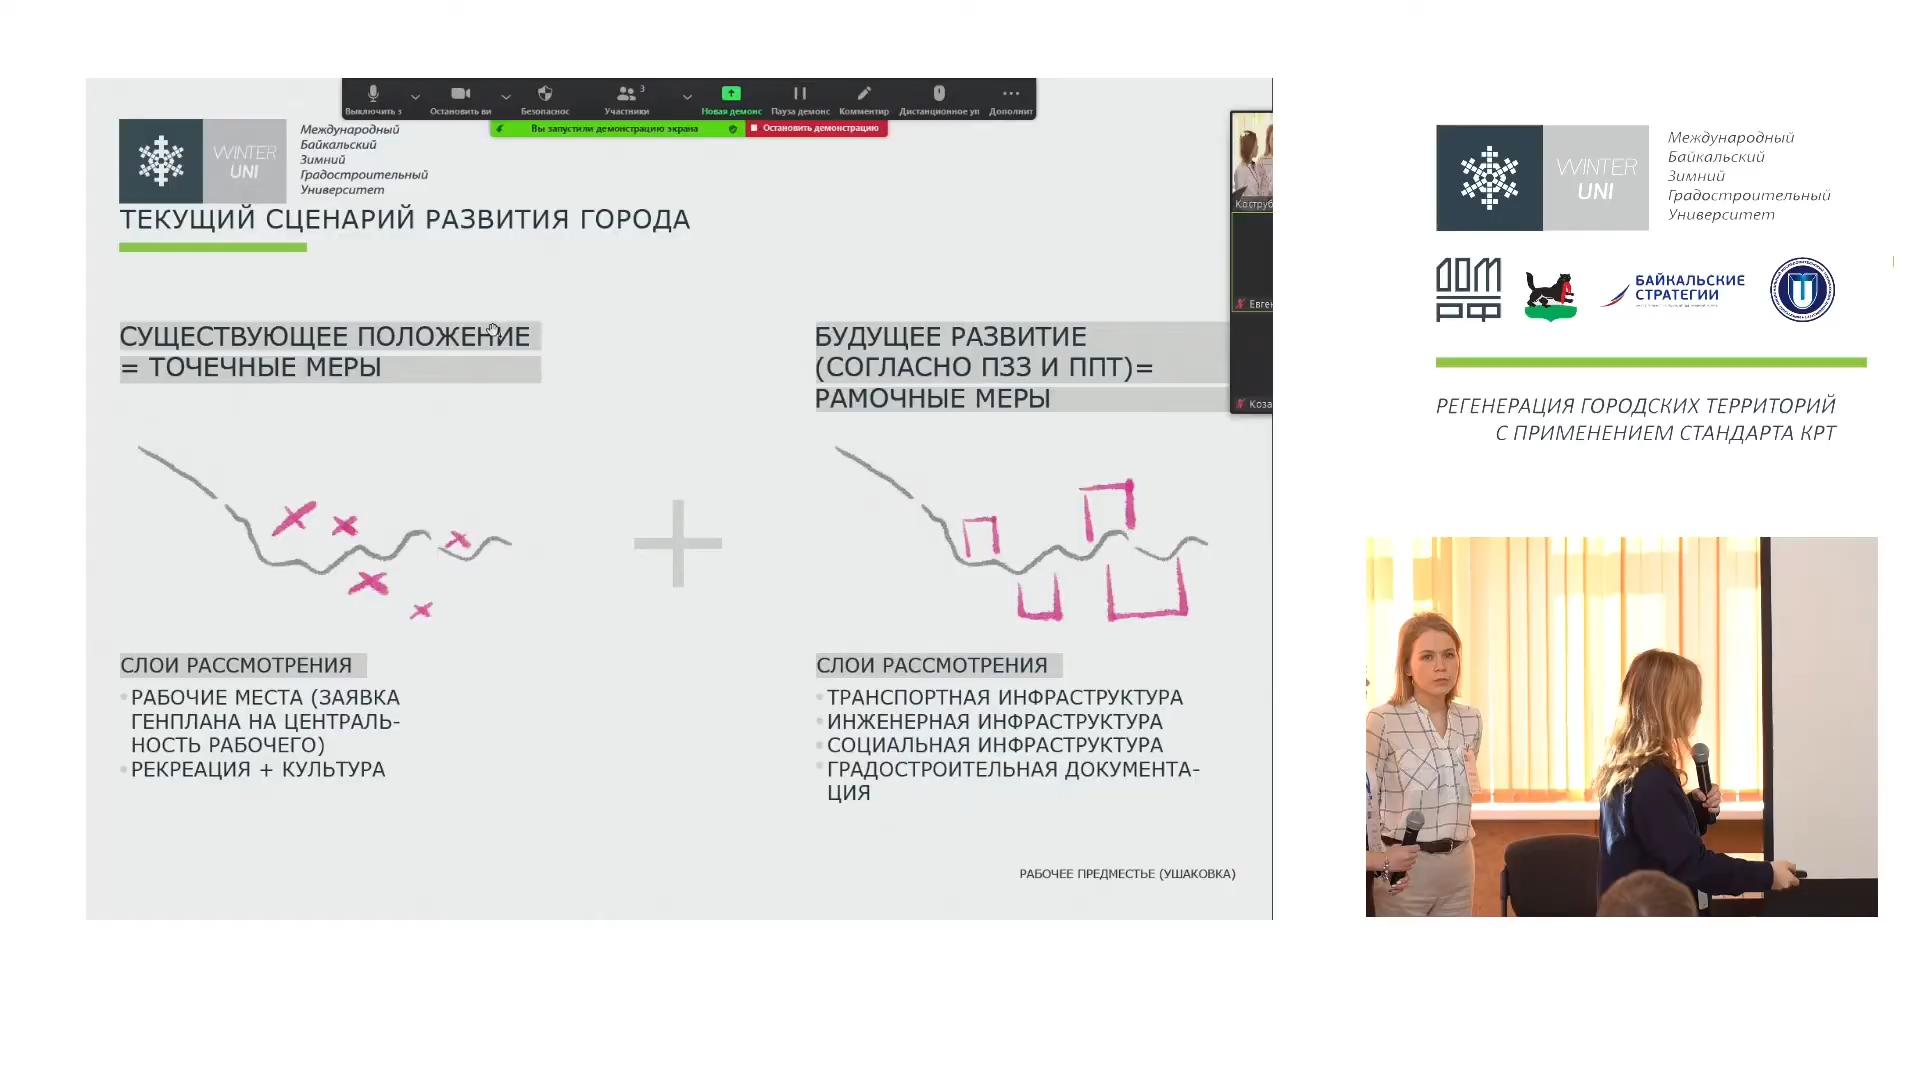 Выключить з
Остановить ви
Безопаснос
Участники
3
Новая демонс
Пауза демонс
Комментир
Дистанционное уп
Дополнит
Вы запустили демонстрацию экрана
Остановить демонстрацию
WINTER
UNI
Международный
Байкальский
Зимний
Градостроительный
Университет
ТЕКУЩИЙ СЦЕНАРИЙ РАЗВИТИЯ ГОРОДА
СУЩЕСТВУЮЩЕЕ ПОЛОЖЕНИЕ
= ТОЧЕЧНЫЕ МЕРЫ
СЛОИ РАССМОТРЕНИЯ
РАБОЧИЕ МЕСТА (ЗАЯВКА
ГЕНПЛАНА НА ЦЕНТРАЛЬ-
НОСТЬ РАБОЧЕГО)
РЕКРЕАЦИЯ + КУЛЬТУРА
БУДУЩЕЕ РАЗВИТИЕ
(СОГЛАСНО ПЗЗ И ППТ)=
РАМОЧНЫЕ МЕРЫ
СЛОИ РАССМОТРЕНИЯ
ТРАНСПОРТНАЯ ИНФРАСТРУКТУРА
ИНЖЕНЕРНАЯ ИНФРАСТРУКТУРА
СОЦИАЛЬНАЯ ИНФРАСТРУКТУРА
ГРАДОСТРОИТЕЛЬНАЯ ДОКУМЕНТА-
ЦИЯ
РАБОЧЕЕ ПРЕДМЕСТЬЕ (УШАКОВКА)
Коструб
Евген
Коза
WINTER
UNI
Международный
Байкальский
Зимний
Градостроительный
Университет
ДОМ
РФ
БАЙКАЛЬСКИЕ
СТРАТЕГИИ
РЕГЕНЕРАЦИЯ ГОРОДСКИХ ТЕРРИТОРИЙ
С ПРИМЕНЕНИЕМ СТАНДАРТА КРТ